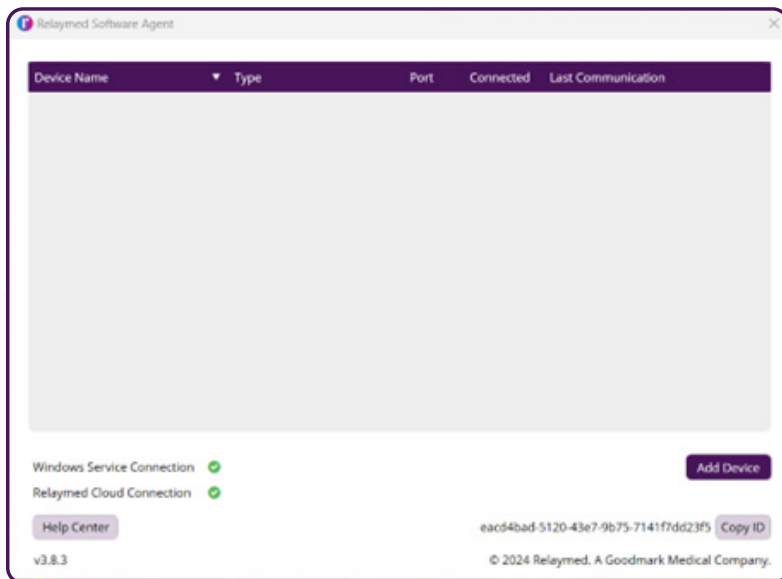 Relaymed Software Agent
Device Name Type Port Connected Last Communication
Windows Service Connection
Add Device
Relaymed Cloud Connection
Help Center
eacd4bad-5120-43e7-9b75-7141f7dd23f5 Copy ID
v3.8.3
© 2024 Relaymed. A Goodmark Medical Company.